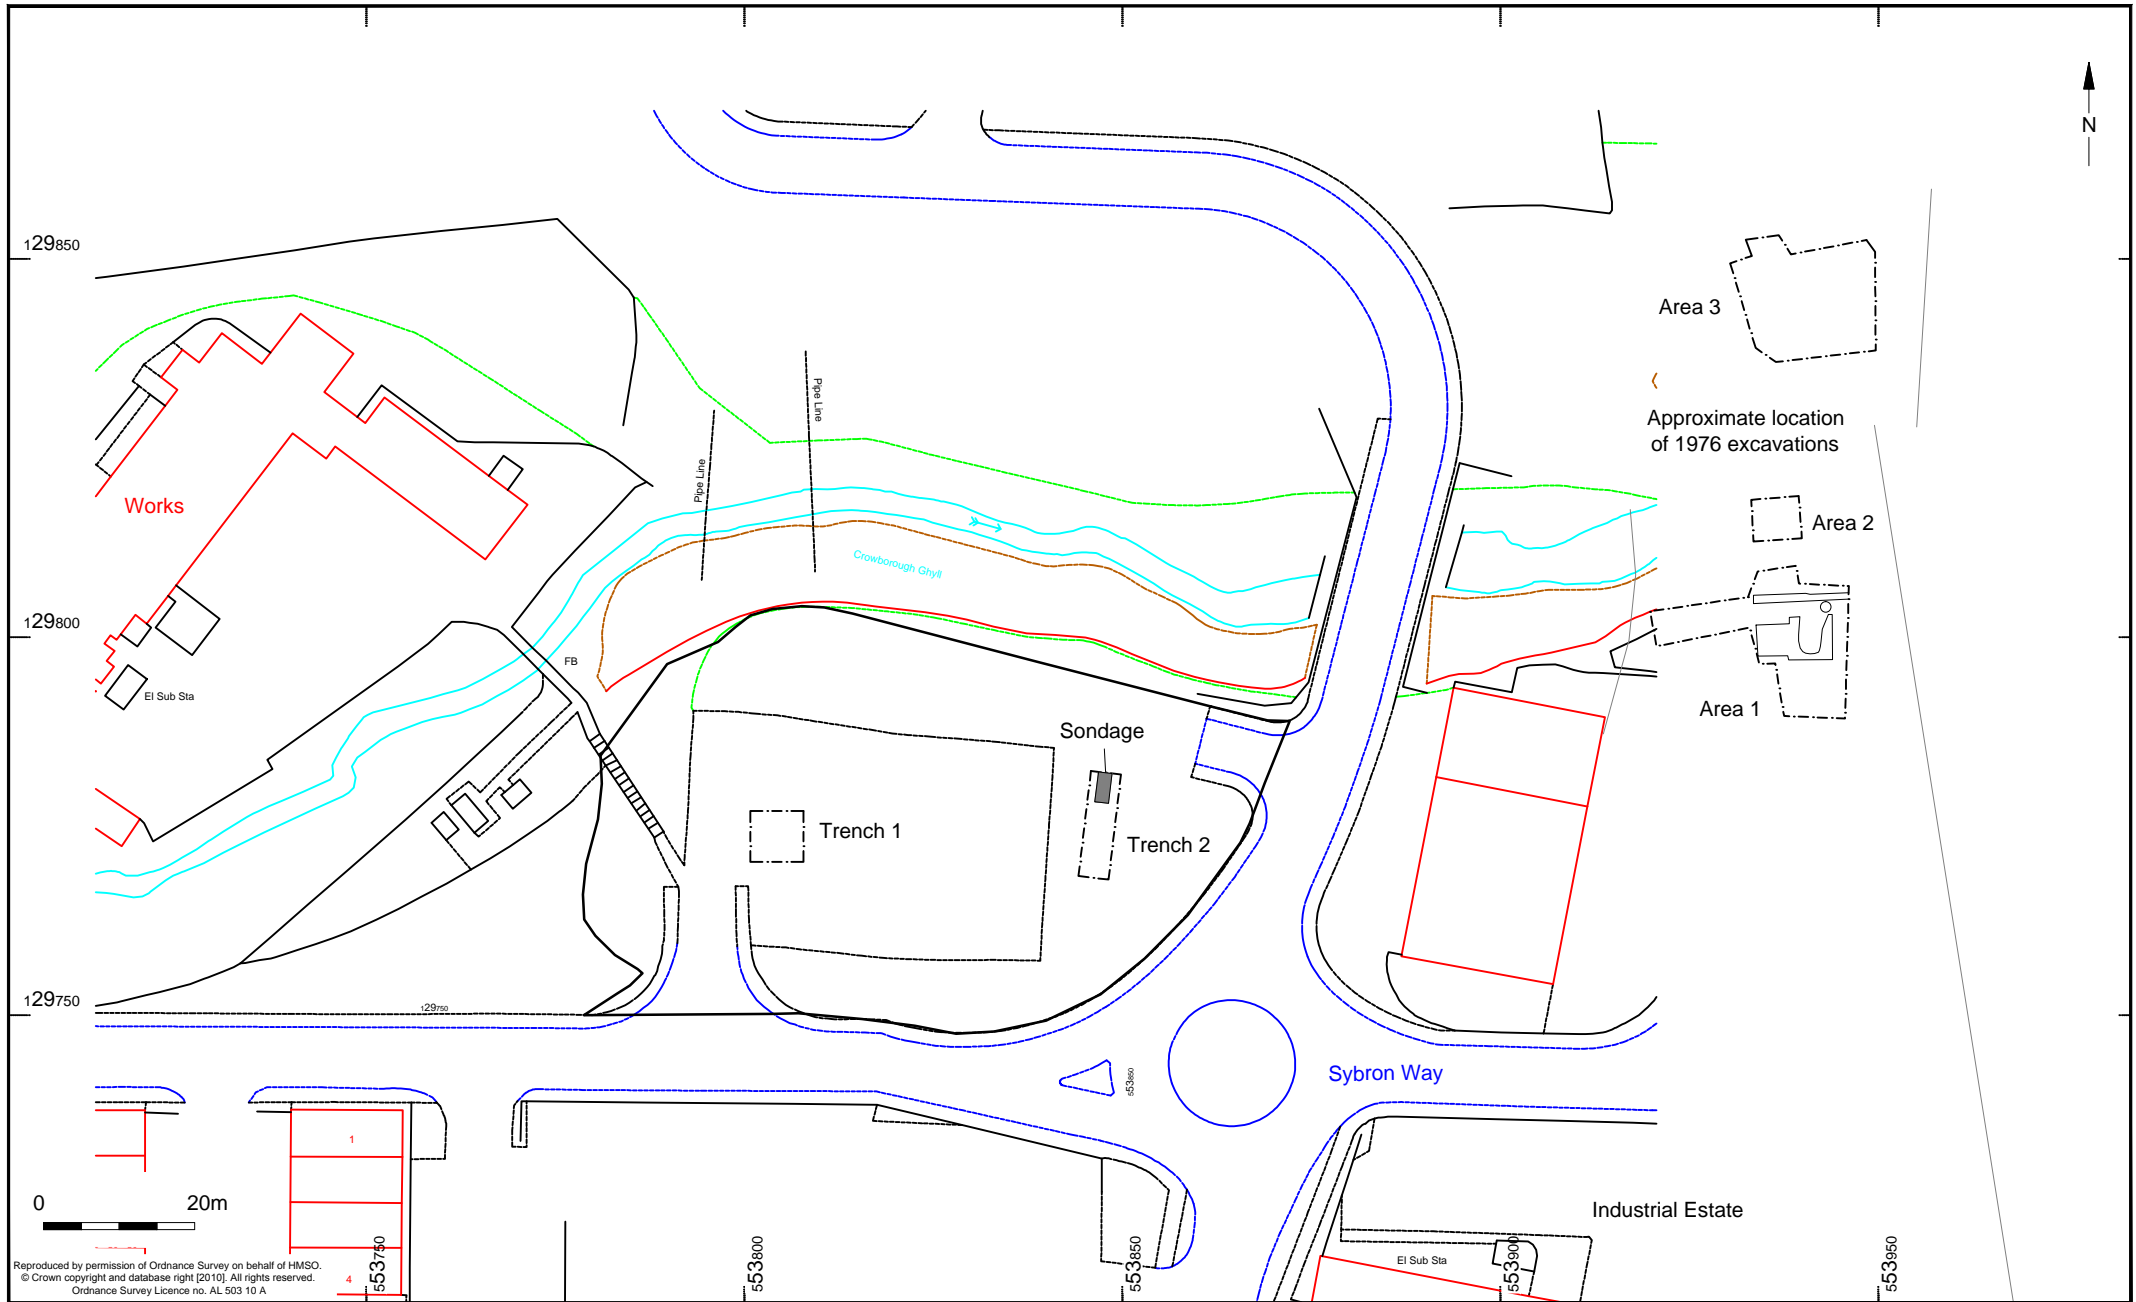 N
129850
Area 3
Pipe Line
Approximate location
of 1976 excavations
Pipe Line
Works
Area 2
Crowborough Ghyll
129800
FB
El Sub Sta
Area 1
Sondage
Trench 1
Trench 2
129750
129750
Sybron Way
553850
1
0 20m
Industrial Estate
553750
553800
553850
553900
553950
El Sub Sta
4
Reproduced by permission of Ordnance Survey on behalf of HMSO.
© Crown copyright and database right [2010]. All rights reserved.
Ordnance Survey Licence no. AL 503 10 A